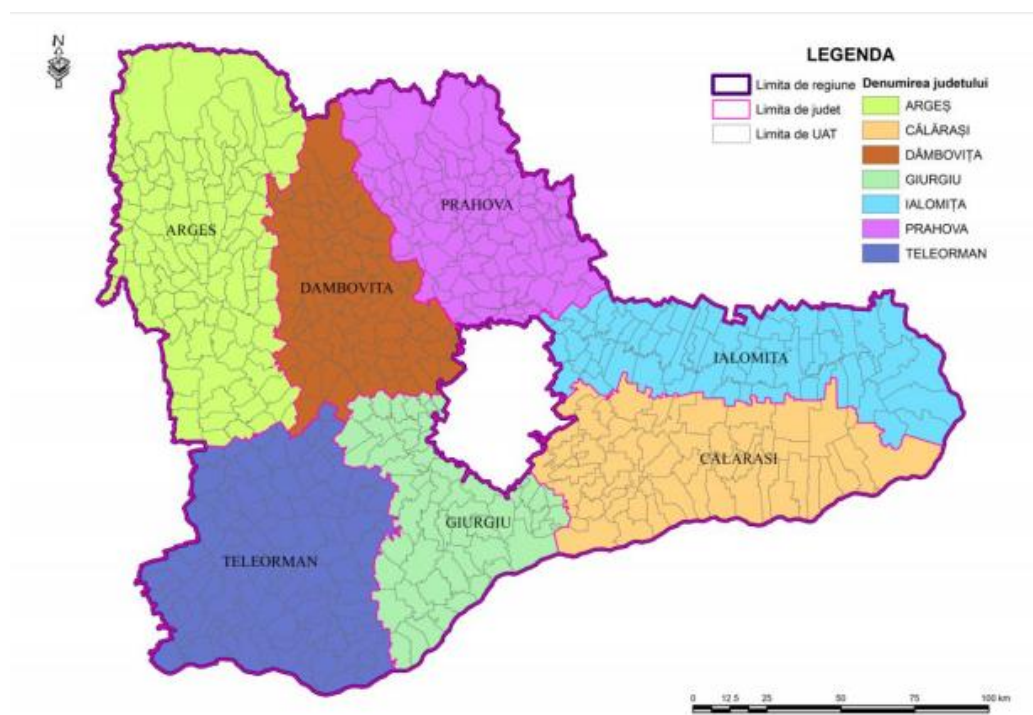 N
LEGENDA
Limita de regiune
Limita de judet
Limita de UAT
Denumirea judetului
ARGEȘ
CĂLĂRAȘI
DÂMBOVIȚA
GIURGIU
IALOMIȚA
PRAHOVA
TELEORMAN
PRAHOVA
ARGES
DAMBOVITA
IALOMITA
CALARASI
GIURGIU
TELEORMAN
0 12.5 25 50 75 100 km